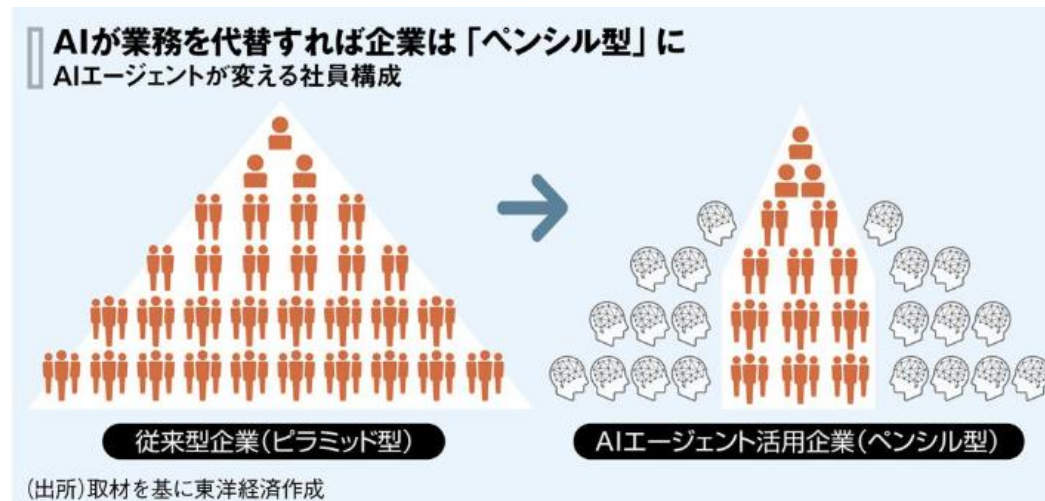 AIが業務を代替すれば企業は「ペンシル型」に
AIエージェントが変える社員構成
従来型企業(ピラミッド型)
AIエージェント活用企業(ペンシル型)
(出所)取材を基に東洋経済作成